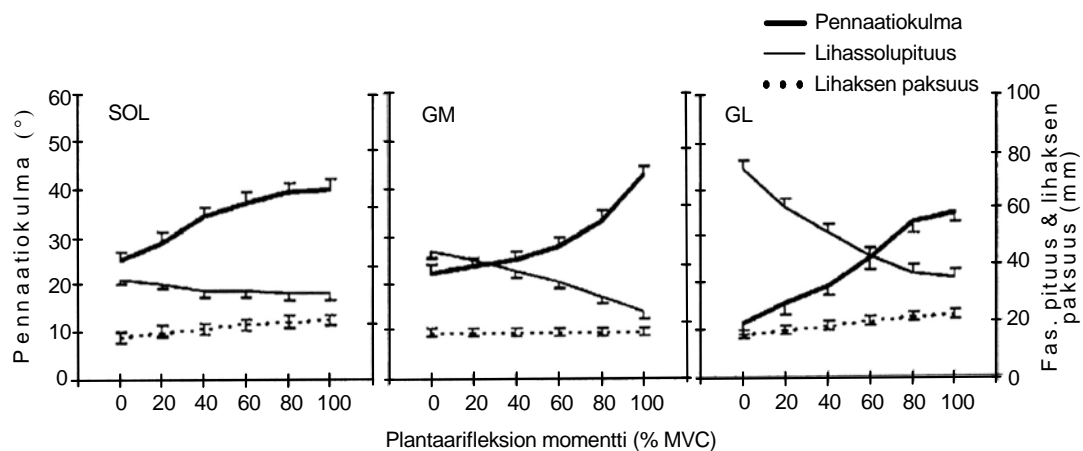 Pennaatiokulma
Lihassolupituus
Lihaksen paksuus
SOL
GM
GL
Pennaatiokulma (°)
60
50
40
30
20
10
0
100
80
60
40
20
0
Fas. pituus & lihaksen
paksuus (mm)
0 20 40 60 80 100
0 20 40 60 80 100
0 20 40 60 80 100
Plantaarifleksion momentti (% MVC)